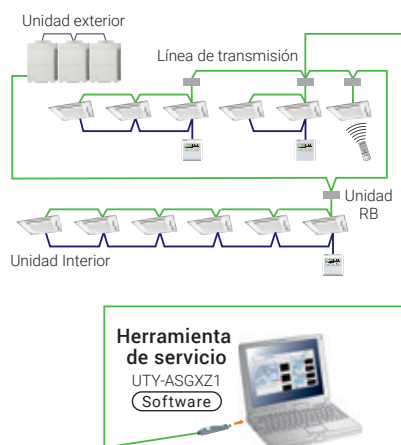 Unidad exterior
Línea de transmisión
Unidad
RB
Unidad Interior
Herramienta
de servicio
UTY-ASGXZ1
Software